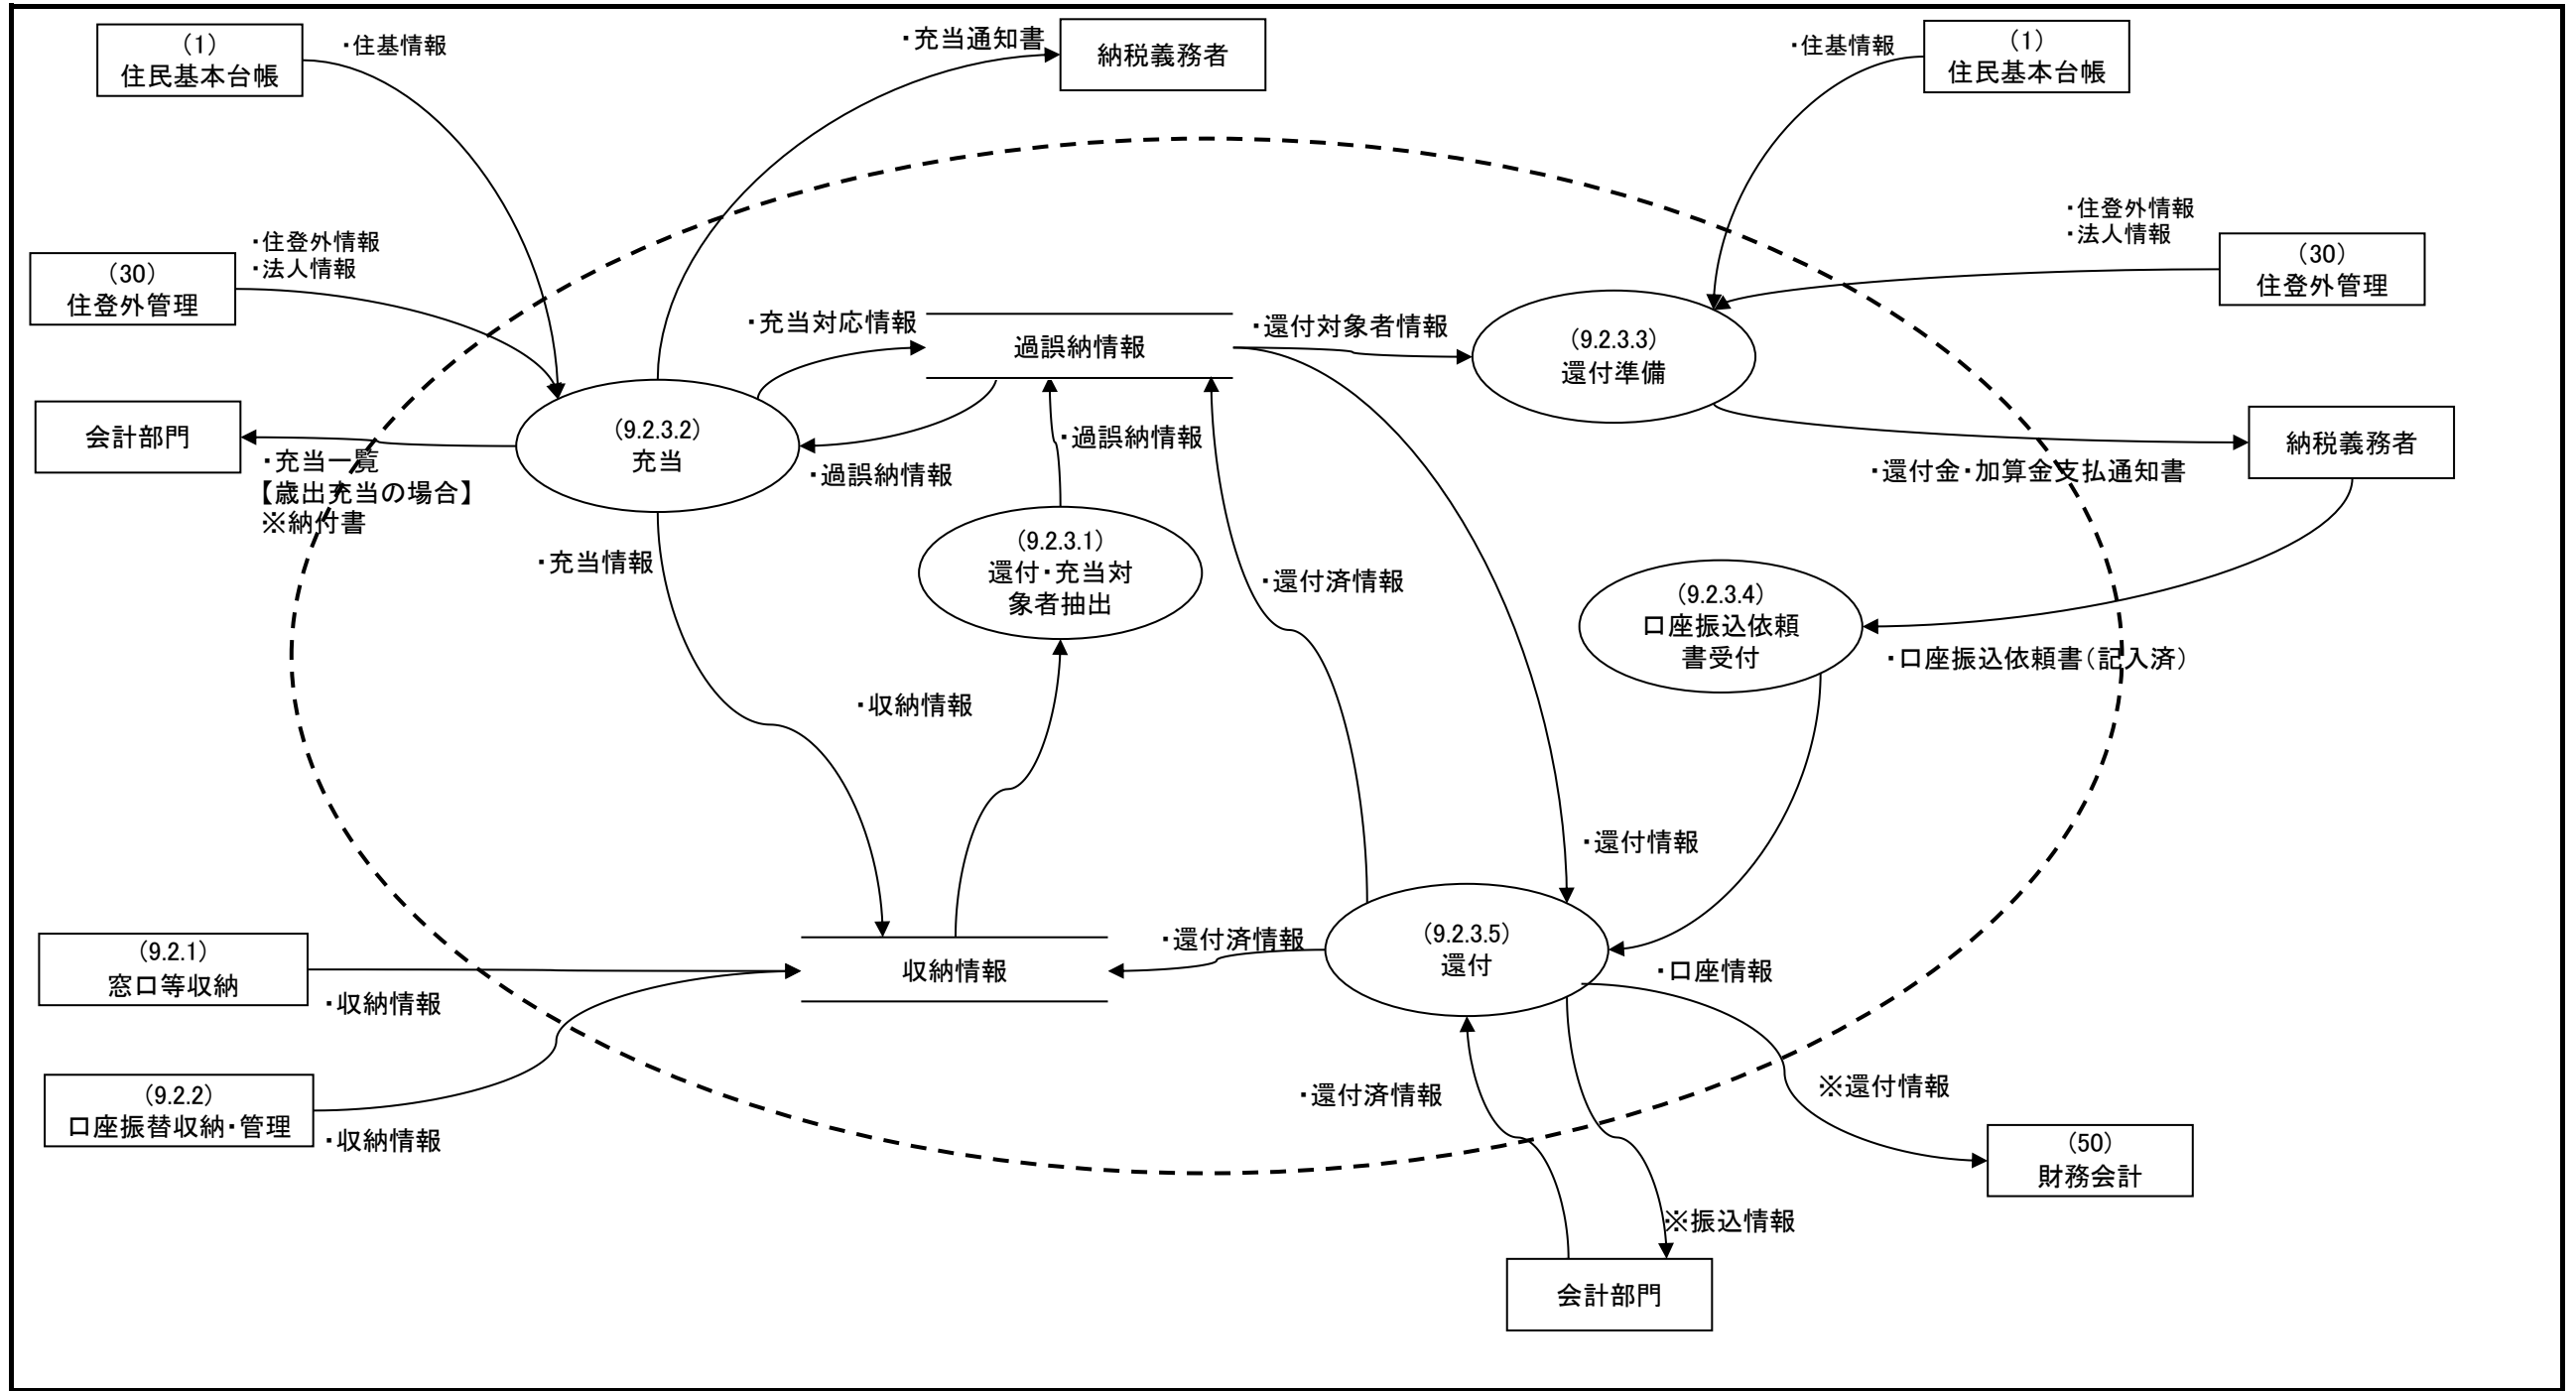 （1）
住民基本台帳
・住基情報
・充当通知書
納税義務者
・住基情報
（1）
住民基本台帳
（30）
住登外管理
・住登外情報
・法人情報
・住登外情報
・法人情報
（30）
住登外管理
・充当対応情報
過誤納情報
・還付対象者情報
（9.2.3.3）
還付準備
会計部門
・充当一覧
【歳出充当の場合】
※納付書
（9.2.3.2）
充当
・過誤納情報
・過誤納情報
・還付金・加算金支払通知書
納税義務者
・充当情報
（9.2.3.1）
還付・充当対
象者抽出
・還付済情報
（9.2.3.4）
口座振込依頼
書受付
・口座振込依頼書（記入済）
・収納情報
・還付情報
（9.2.1）
窓口等収納
・収納情報
収納情報
・還付済情報
（9.2.3.5）
還付
・口座情報
（9.2.2）
口座振替収納・管理
・収納情報
・還付済情報
※還付情報
（50）
財務会計
※振込情報
会計部門